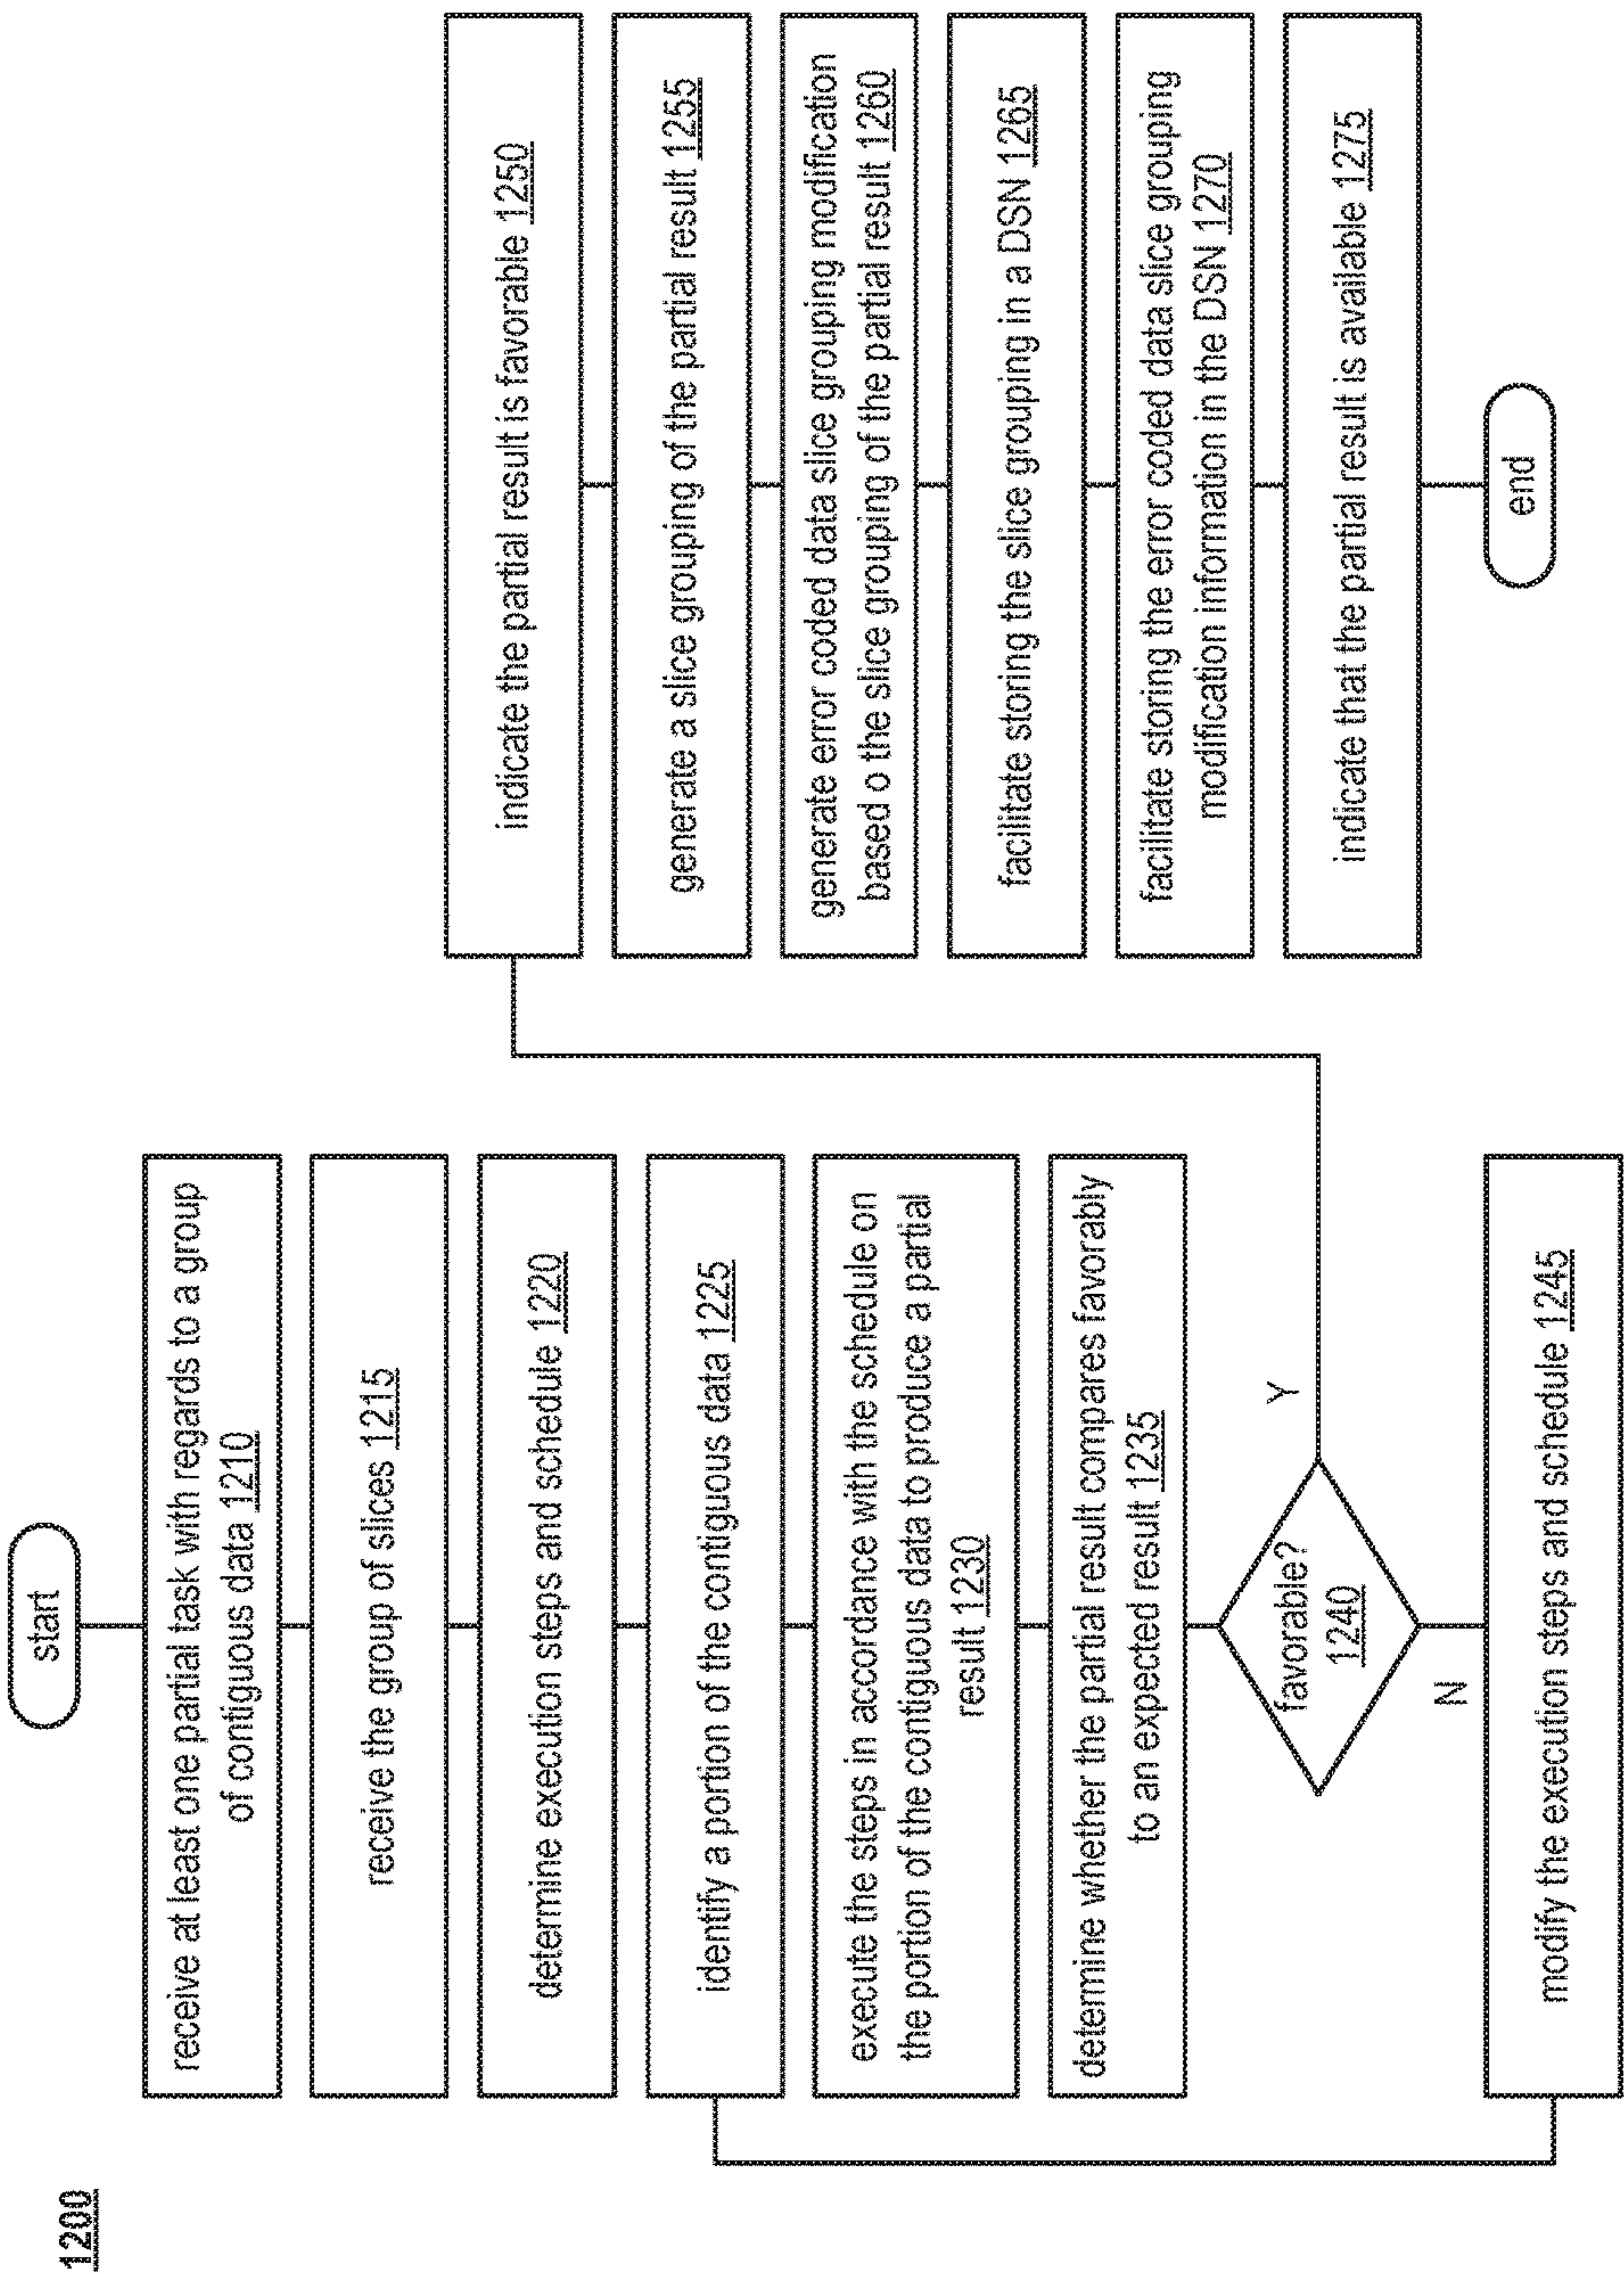 1200
start
receive at least one partial task with regards to a group
of contiguous data 1210
receive the group of slices 1215
determine execution steps and schedule 1220
identify a portion of the contiguous data 1225
execute the steps in accordance with the schedule on
the portion of the contiguous data to produce a partial
result 1230
determine whether the partial result compares favorably
to an expected result 1235
favorable?
1240
Y
N
modify the execution steps and schedule 1245
indicate the partial result is favorable 1250
generate a slice grouping of the partial result 1255
generate error coded data slice grouping modification
based o the slice grouping of the partial result 1260
facilitate storing the slice grouping in a DSN 1265
facilitate storing the error coded data slice grouping
modification information in the DSN 1270
indicate that the partial result is available 1275
end